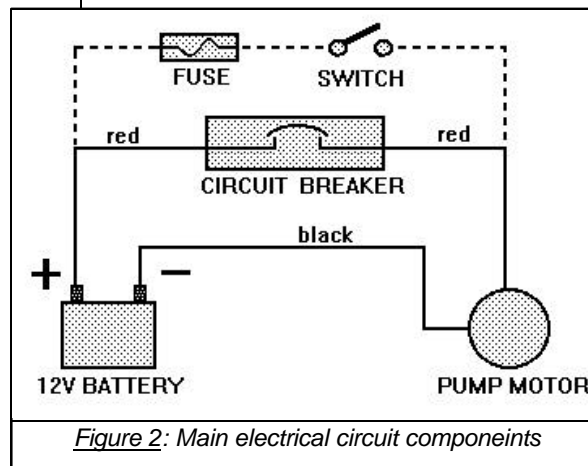 FUSE
SWITCH
red
red
CIRCUIT BREAKER
black
+
−
12V BATTERY
PUMP MOTOR
Figure 2: Main electrical circuit componeints